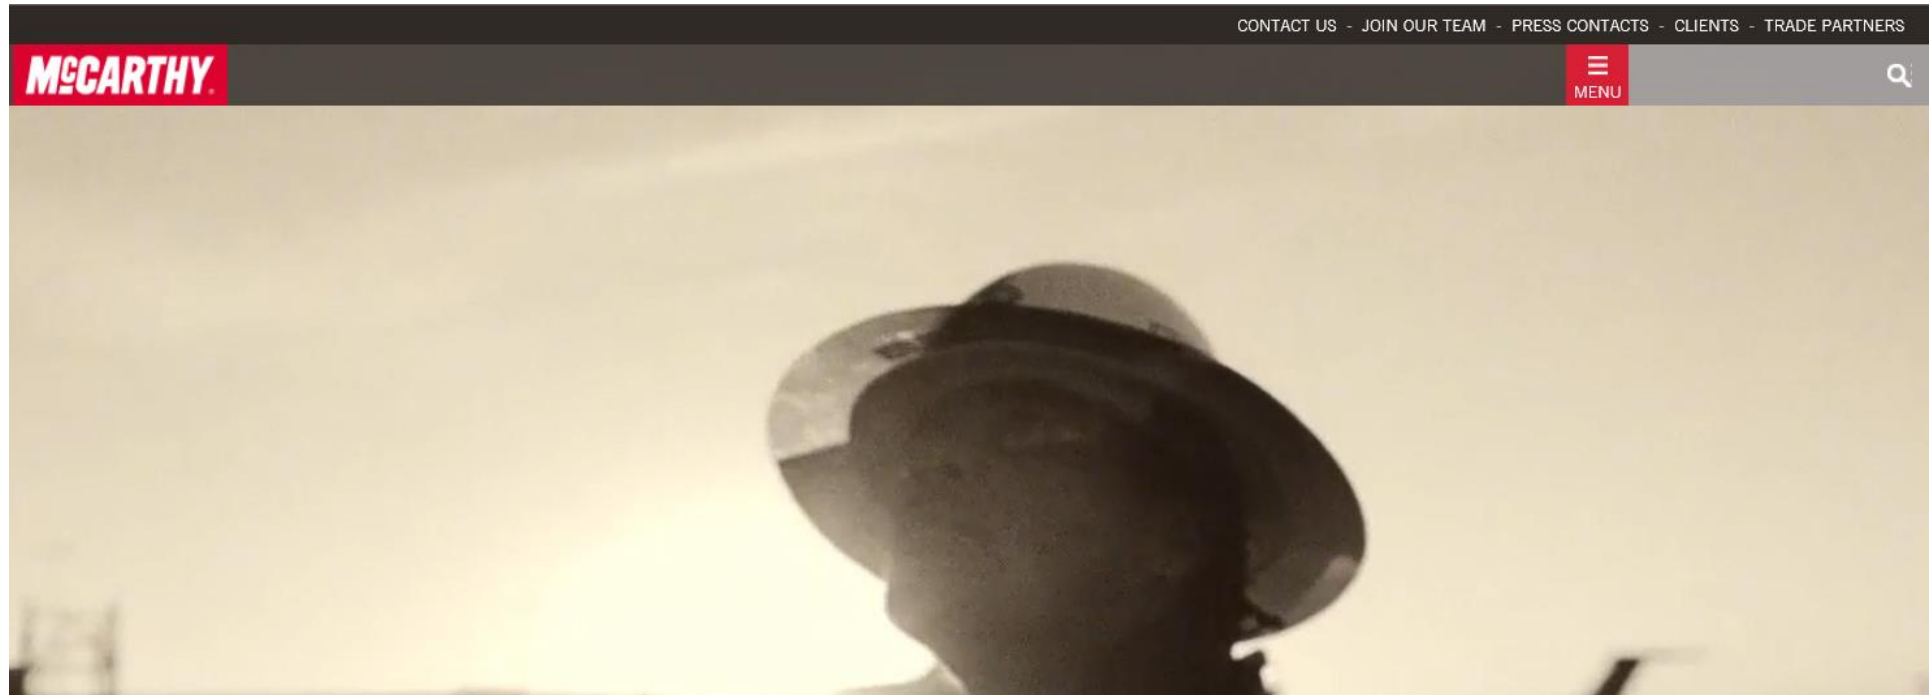 CONTACT US - JOIN OUR TEAM - PRESS CONTACTS - CLIENTS - TRADE PARTNERS
McCARTHY.
MENU